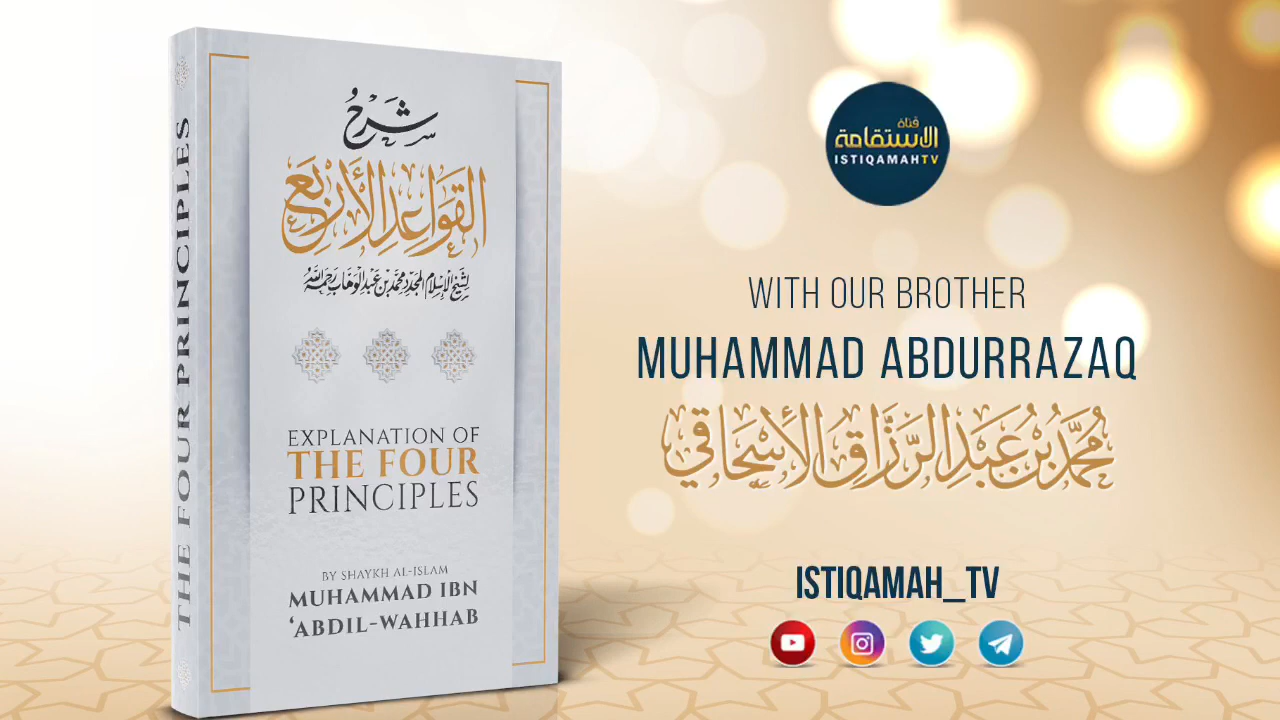 THE FOUR PRINCIPLES
شرح
القواعد الأربع
لشيخ الإسلام المجدد محمد بن عبد الوهاب رحمه الله
EXPLANATION OF
THE FOUR
PRINCIPLES
BY SHAYKH AL-ISLAM
MUHAMMAD IBN
‘ABDIL-WAHHAB
قناة
الاستقامة
ISTIQAMAHTV
WITH OUR BROTHER
MUHAMMAD ABDURRAZAQ
محمد بن عبد الرزاق الأسحاقي
ISTIQAMAH_TV